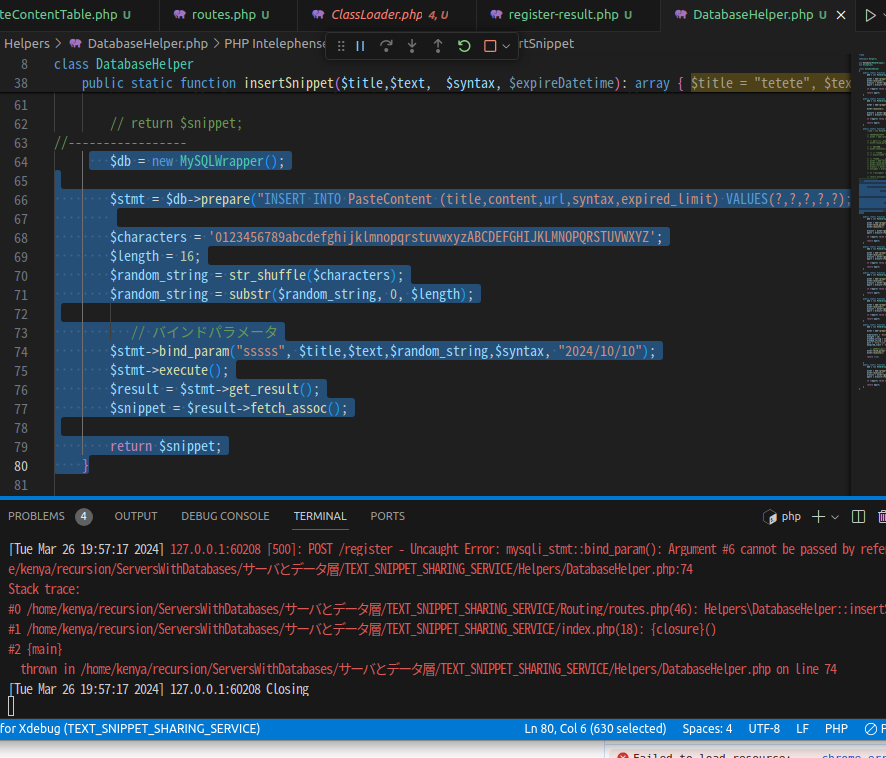 teContentTable.php U routes.php U ClassLoader.php 4, U register-result.php U DatabaseHelper.php U
Helpers > DatabaseHelper.php > PHP Intelephense rtSnippet
8 class DatabaseHelper
38 public static function insertSnippet($title,$text, $syntax, $expireDatetime): array { $title = "tetete", $tex
61
62 // return $snippet;
63 //-----------------
64 $db = new MySQLWrapper();
65
66 $stmt = $db->prepare("INSERT INTO PasteContent (title,content,url,syntax,expired_limit) VALUES(?,?,?,?,?);
67
68 $characters = '0123456789abcdefghijklmnopqrstuvwxyzABCDEFGHIJKLMNOPQRSTUVWXYZ';
69 $length = 16;
70 $random_string = str_shuffle($characters);
71 $random_string = substr($random_string, 0, $length);
72
73 // バインドパラメータ
74 $stmt->bind_param("sssss", $title,$text,$random_string,$syntax, "2024/10/10");
75 $stmt->execute();
76 $result = $stmt->get_result();
77 $snippet = $result->fetch_assoc();
78
79 return $snippet;
80 }
81
PROBLEMS 4 OUTPUT DEBUG CONSOLE TERMINAL PORTS php
[Tue Mar 26 19:57:17 2024] 127.0.0.1:60208 [500]: POST /register - Uncaught Error: mysqli_stmt::bind_param(): Argument #6 cannot be passed by refe
e/kenya/recursion/ServersWithDatabases/サーバとデータ層/TEXT_SNIPPET_SHARING_SERVICE/Helpers/DatabaseHelper.php:74
Stack trace:
#0 /home/kenya/recursion/ServersWithDatabases/サーバとデータ層/TEXT_SNIPPET_SHARING_SERVICE/Routing/routes.php(46): Helpers\DatabaseHelper::insertS
#1 /home/kenya/recursion/ServersWithDatabases/サーバとデータ層/TEXT_SNIPPET_SHARING_SERVICE/index.php(18): {closure}()
#2 {main}
thrown in /home/kenya/recursion/ServersWithDatabases/サーバとデータ層/TEXT_SNIPPET_SHARING_SERVICE/Helpers/DatabaseHelper.php on line 74
[Tue Mar 26 19:57:17 2024] 127.0.0.1:60208 Closing
for Xdebug (TEXT_SNIPPET_SHARING_SERVICE) Ln 80, Col 6 (630 selected) Spaces: 4 UTF-8 LF PHP